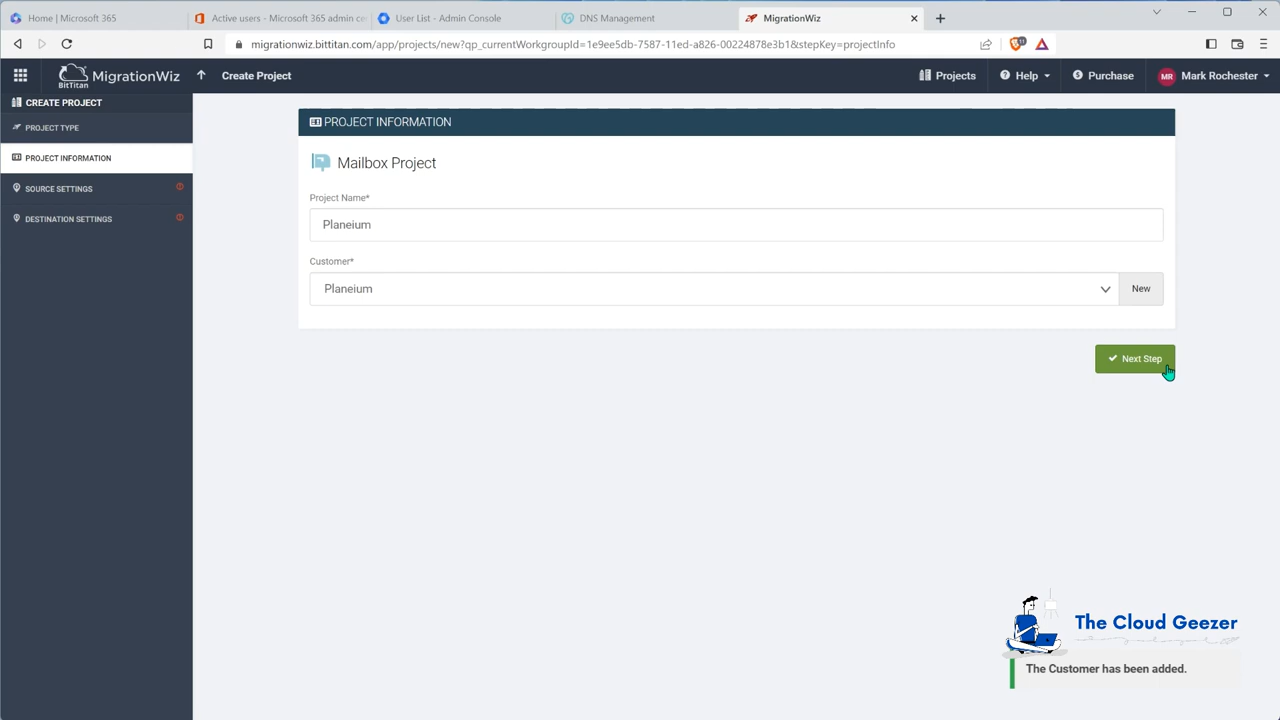 Home | Microsoft 365
Active users - Microsoft 365 admin ce
User List - Admin Console
DNS Management
MigrationWiz
migrationwiz.bittitan.com/app/projects/new?qp_currentWorkgroupId=1e9ee5db-7587-11ed-a826-00224878e3b1&stepKey=projectInfo
BitTitan
MigrationWiz
Create Project
Projects
Help
Purchase
MR
Mark Rochester
CREATE PROJECT
PROJECT TYPE
PROJECT INFORMATION
SOURCE SETTINGS
DESTINATION SETTINGS
PROJECT INFORMATION
Mailbox Project
Project Name*
Planeium
Customer*
Planeium
New
Next Step
The Cloud Geezer
The Customer has been added.